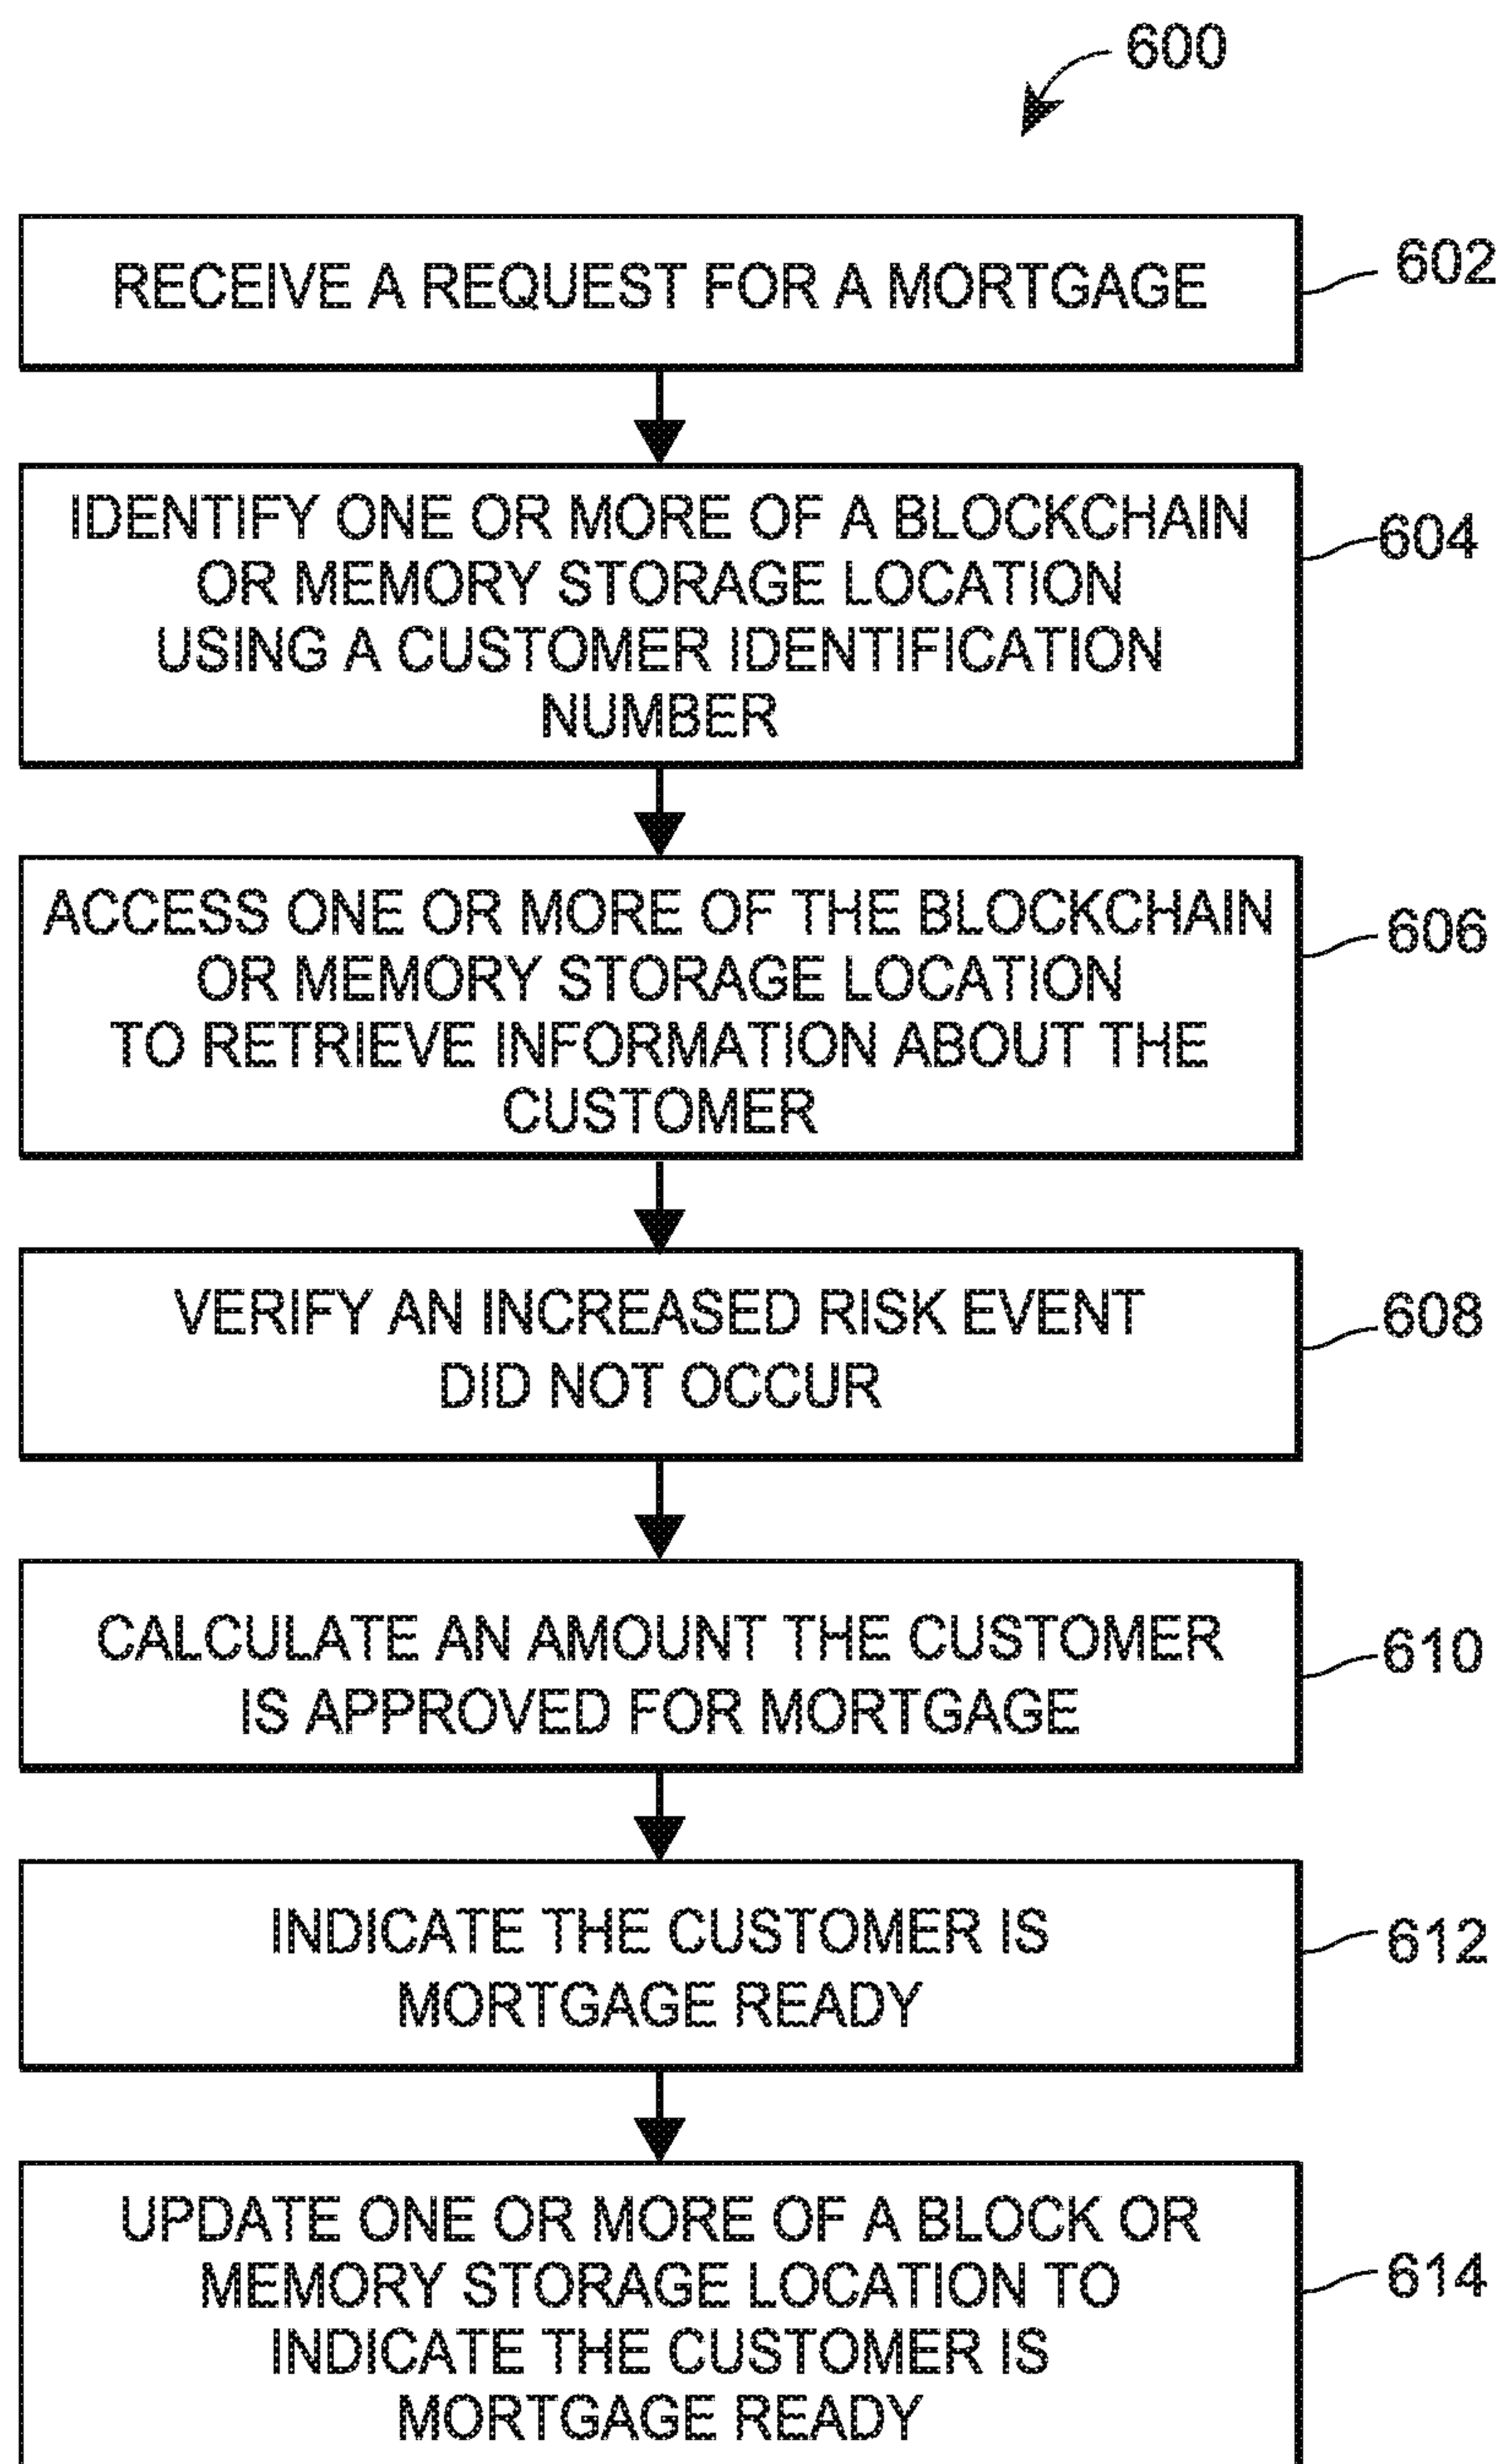 600
RECEIVE A REQUEST FOR A MORTGAGE
602
IDENTIFY ONE OR MORE OF A BLOCKCHAIN
OR MEMORY STORAGE LOCATION
USING A CUSTOMER IDENTIFICATION
NUMBER
604
ACCESS ONE OR MORE OF THE BLOCKCHAIN
OR MEMORY STORAGE LOCATION
TO RETRIEVE INFORMATION ABOUT THE
CUSTOMER
606
VERIFY AN INCREASED RISK EVENT
DID NOT OCCUR
608
CALCULATE AN AMOUNT THE CUSTOMER
IS APPROVED FOR MORTGAGE
610
INDICATE THE CUSTOMER IS
MORTGAGE READY
612
UPDATE ONE OR MORE OF A BLOCK OR
MEMORY STORAGE LOCATION TO
INDICATE THE CUSTOMER IS
MORTGAGE READY
614